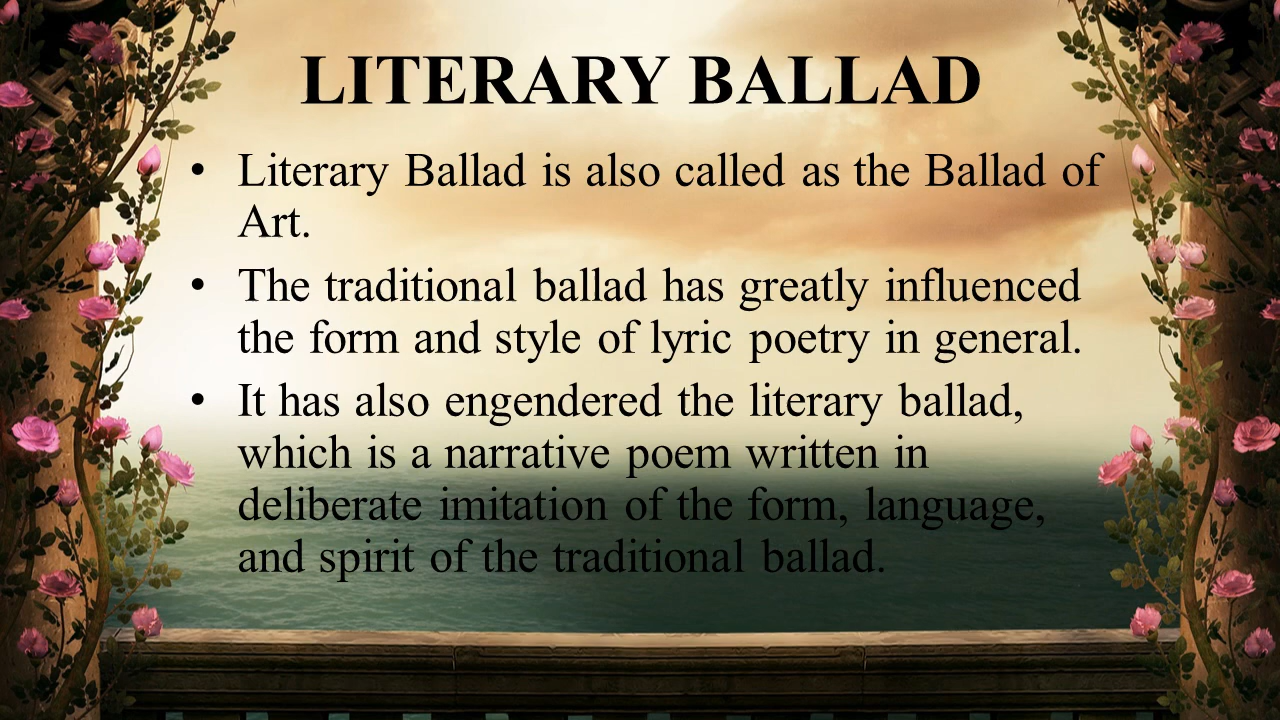 LITERARY BALLAD
• Literary Ballad is also called as the Ballad of
Art.
• The traditional ballad has greatly influenced
the form and style of lyric poetry in general.
• It has also engendered the literary ballad,
which is a narrative poem written in
deliberate imitation of the form, language,
and spirit of the traditional ballad.